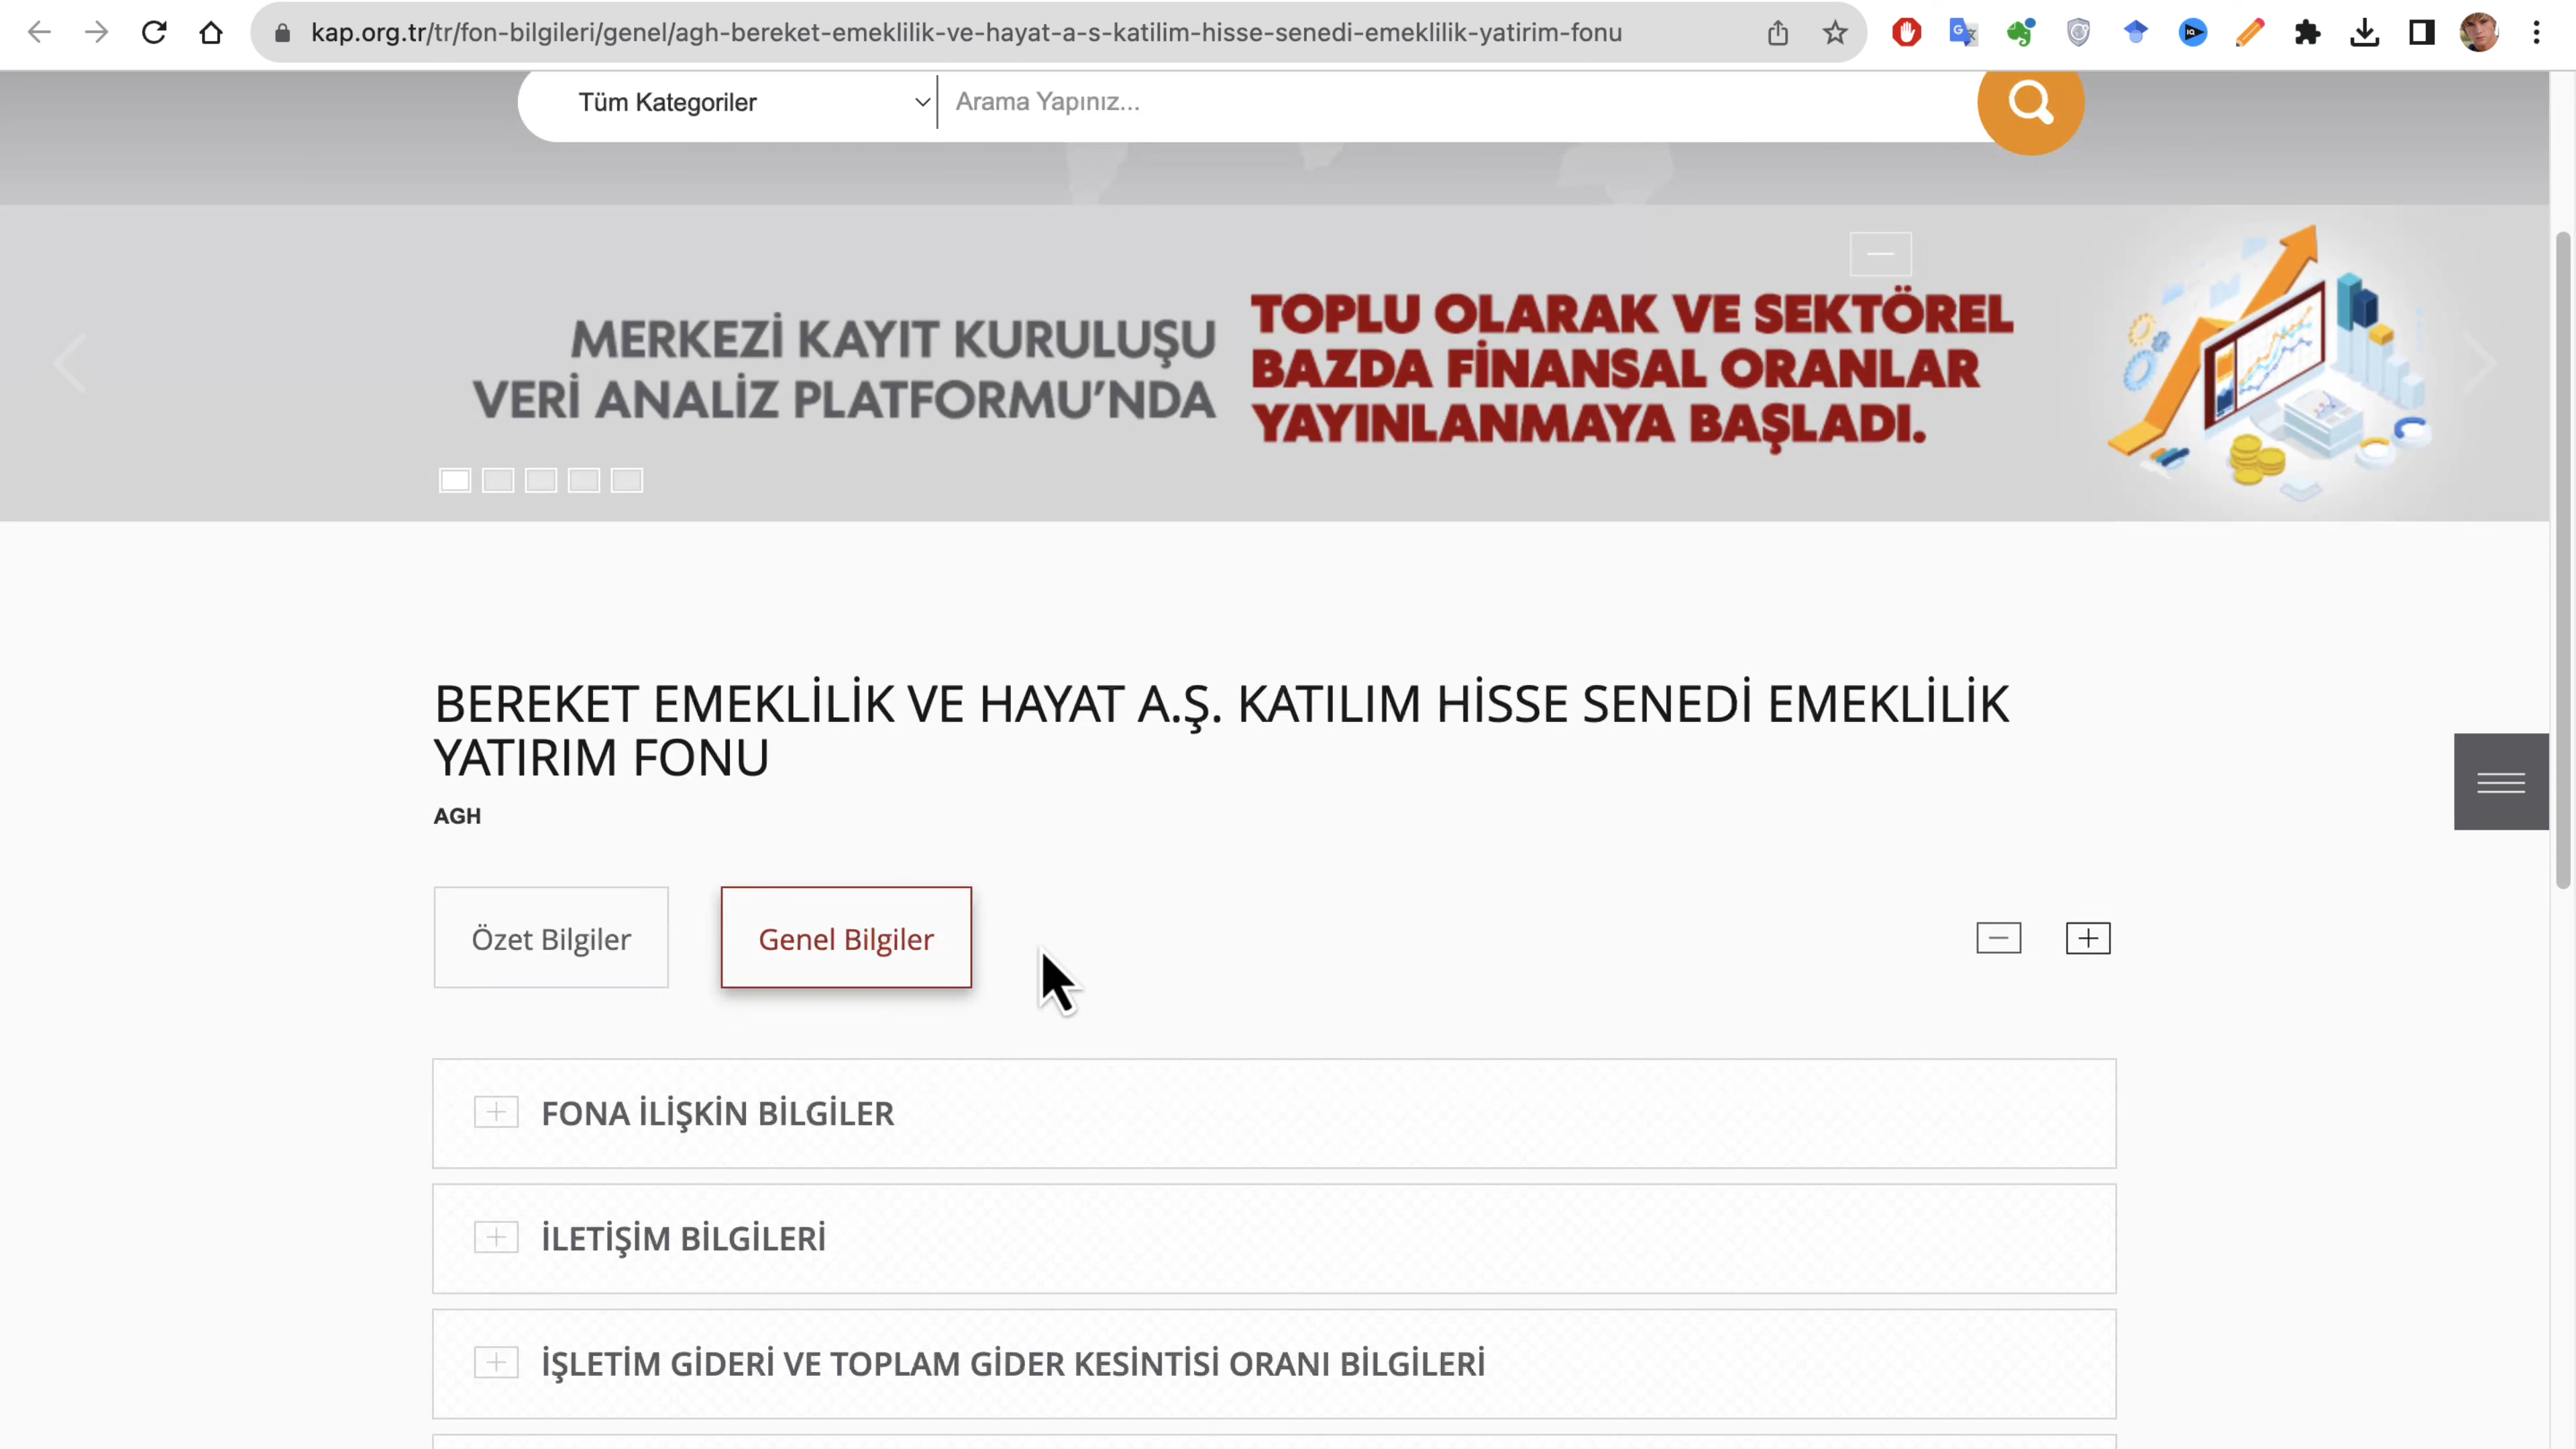 kap.org.tr/tr/fon-bilgileri/genel/agh-bereket-emeklilik-ve-hayat-a-s-katilim-hisse-senedi-emeklilik-yatirim-fonu
Tüm Kategoriler
Arama Yapınız...
MERKEZİ KAYIT KURULUŞU
VERİ ANALİZ PLATFORMU'NDA
TOPLU OLARAK VE SEKTÖREL
BAZDA FİNANSAL ORANLAR
YAYINLANMAYA BAŞLADI.
BEREKET EMEKLİLİK VE HAYAT A.Ş. KATILIM HİSSE SENEDİ EMEKLİLİK
YATIRIM FONU
AGH
Özet Bilgiler
Genel Bilgiler
FONA İLİŞKİN BİLGİLER
İLETİŞİM BİLGİLERİ
İŞLETİM GİDERİ VE TOPLAM GİDER KESİNTİSİ ORANI BİLGİLERİ